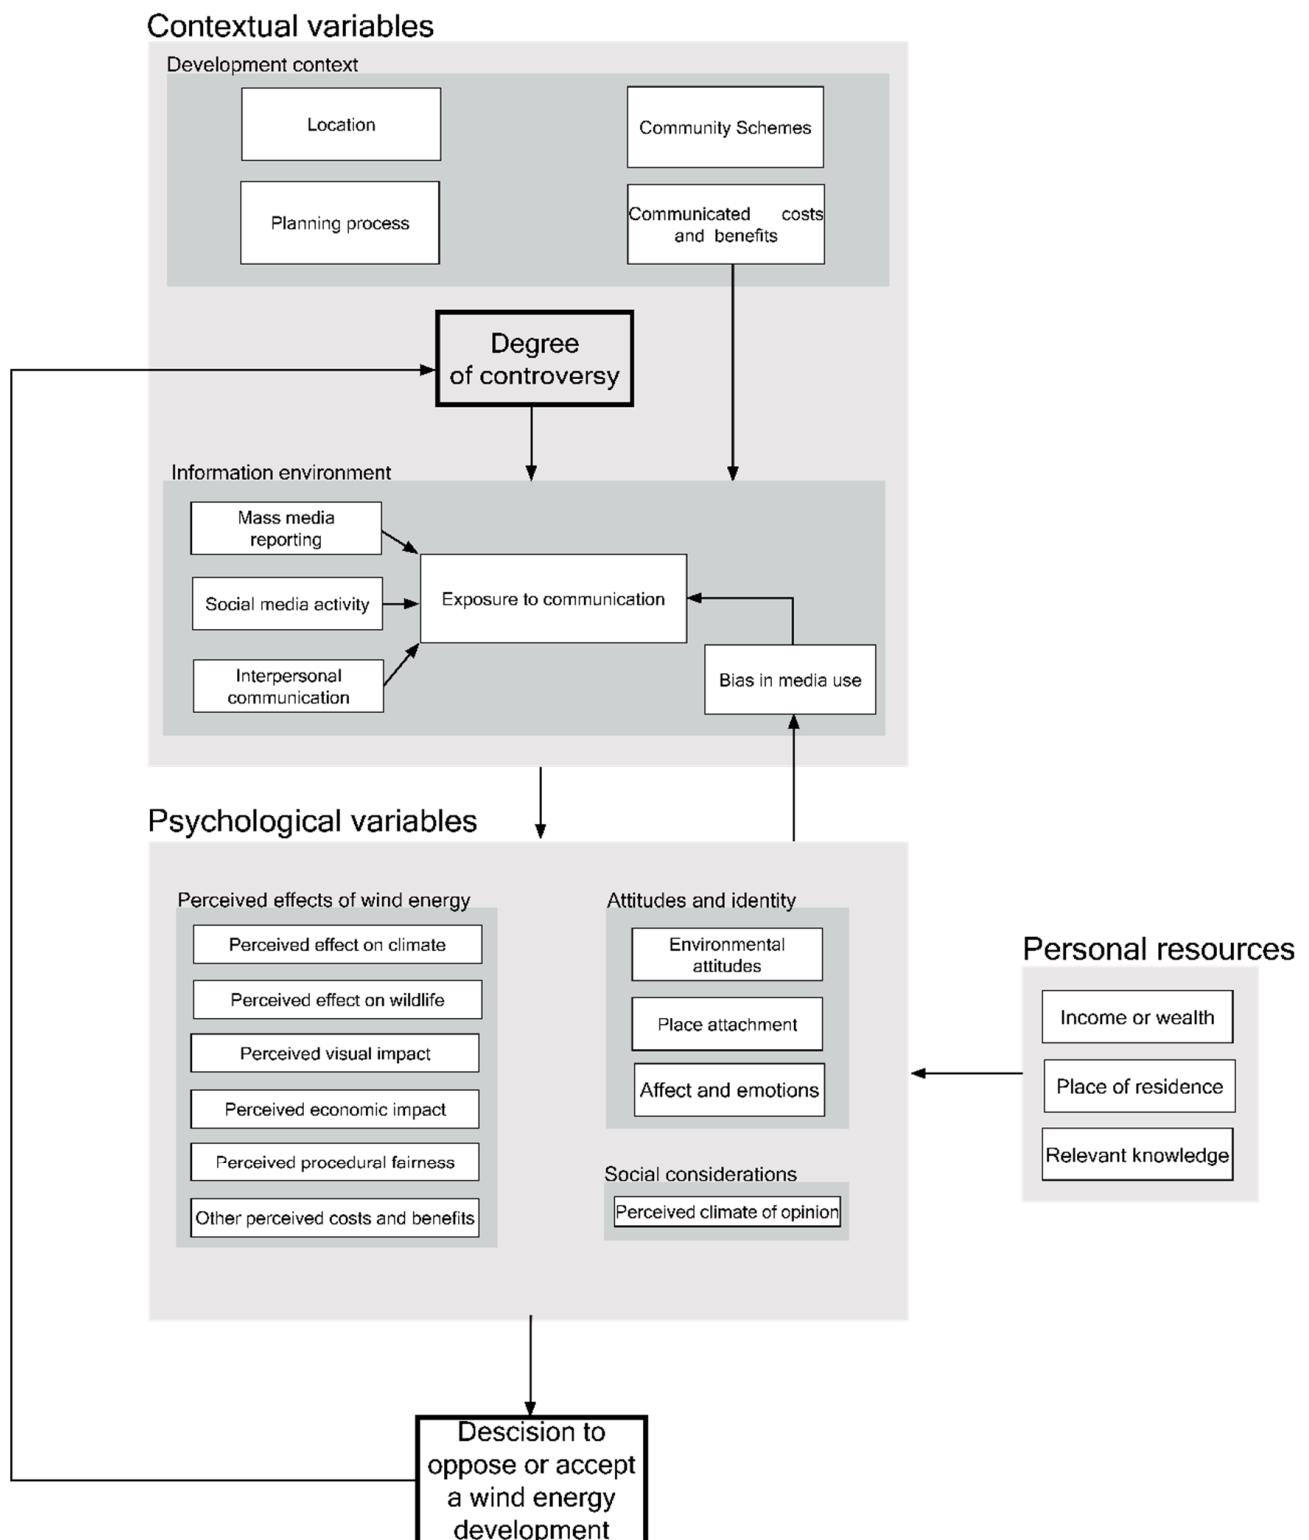 Contextual variables
Development context
Location
Community Schemes
Planning process
Communicated costs
and benefits
Degree
of controversy
Information environment
Mass media
reporting
Social media activity
Exposure to communication
Interpersonal
communication
Bias in media use
Psychological variables
Perceived effects of wind energy
Perceived effect on climate
Perceived effect on wildlife
Perceived visual impact
Perceived economic impact
Perceived procedural fairness
Other perceived costs and benefits
Attitudes and identity
Environmental
attitudes
Place attachment
Affect and emotions
Social considerations
Perceived climate of opinion
Personal resources
Income or wealth
Place of residence
Relevant knowledge
Descision to
oppose or accept
a wind energy
development